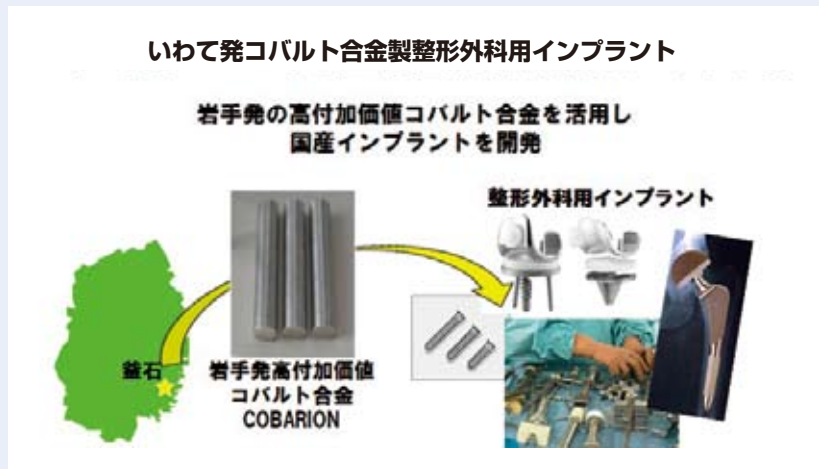 いわて発コバルト合金製整形外科用インプラント
岩手発の高付加価値コバルト合金を活用し
国産インプラントを開発
整形外科用インプラント
釜石
岩手発高付加価値
コバルト合金
COBARION